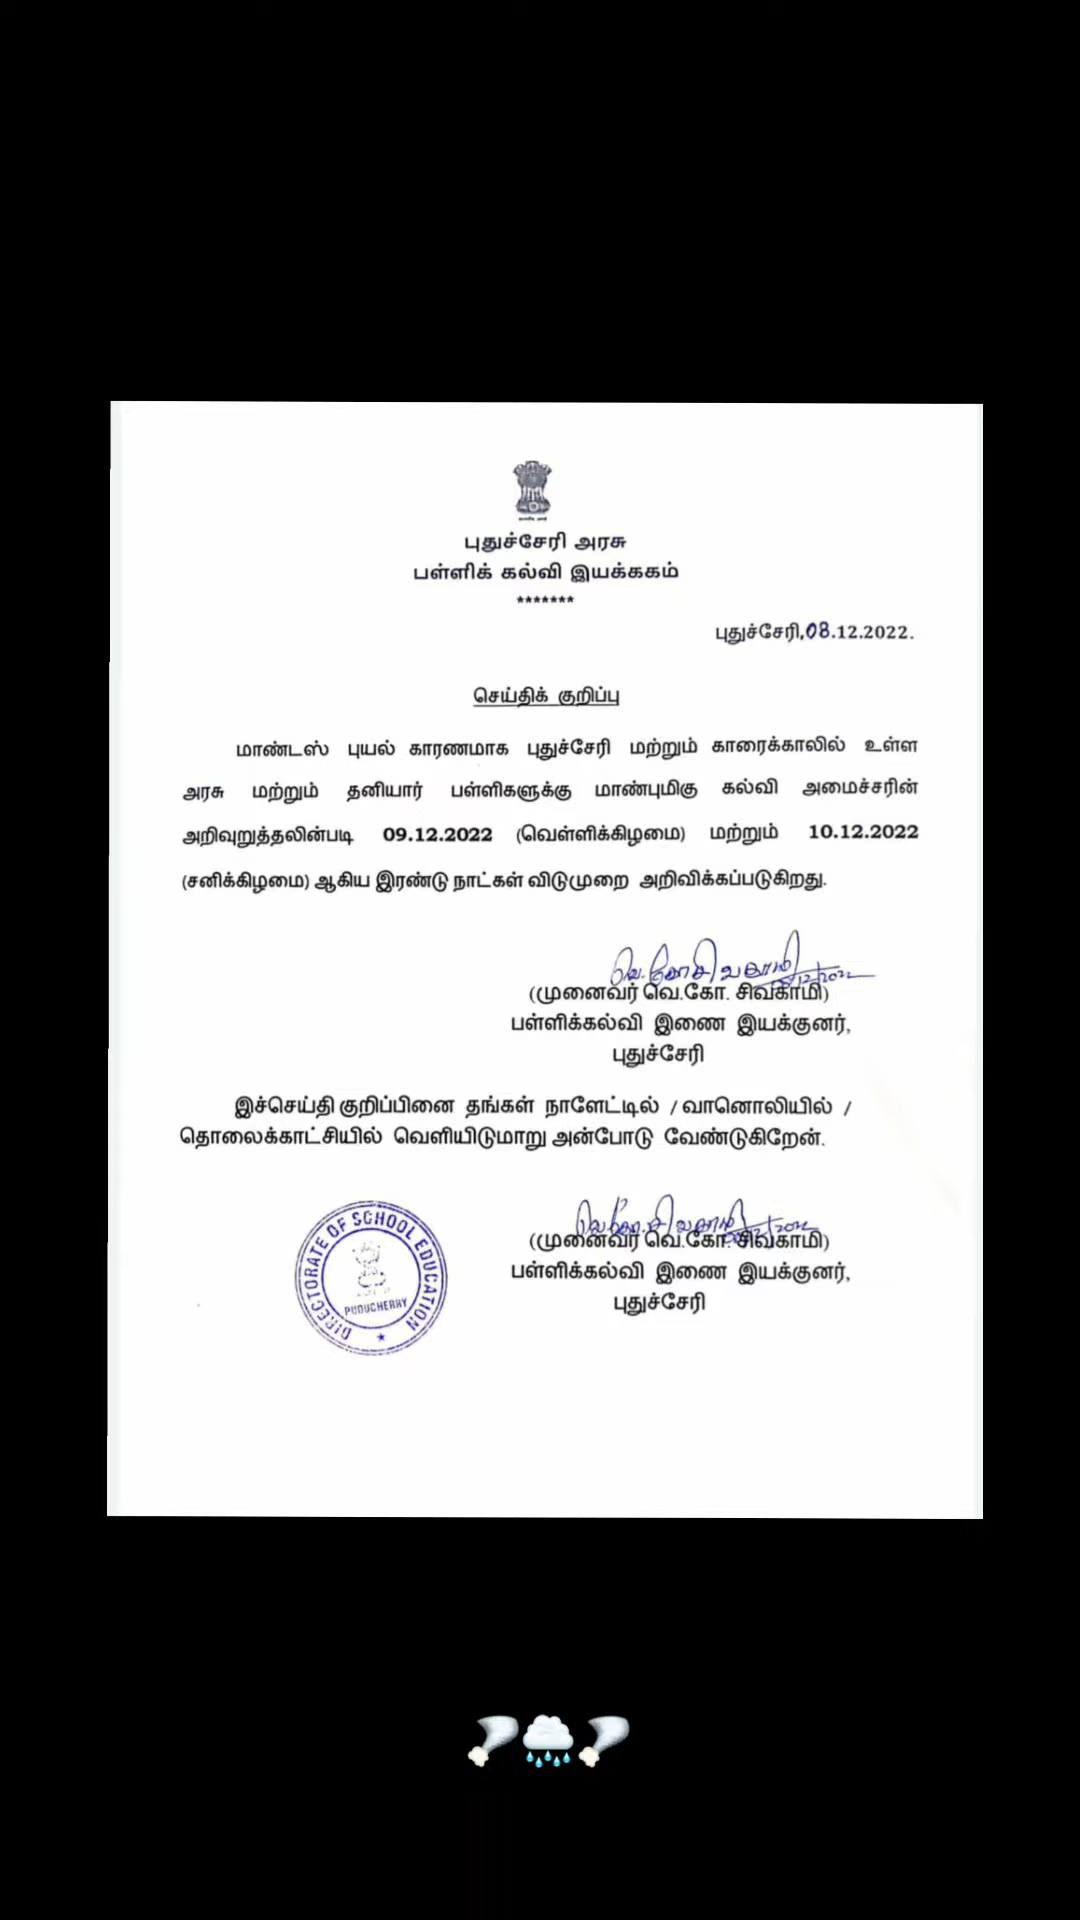 புதுச்சேரி அரசு
பள்ளிக் கல்வி இயக்ககம்
*******
புதுச்சேரி,08.12.2022.
செய்திக் குறிப்பு
மாண்டஸ் புயல் காரணமாக புதுச்சேரி மற்றும் காரைக்காலில் உள்ள
அரசு மற்றும் தனியார் பள்ளிகளுக்கு மாண்புமிகு கல்வி அமைச்சரின்
அறிவுறுத்தலின்படி 09.12.2022 (வெள்ளிக்கிழமை) மற்றும் 10.12.2022
(சனிக்கிழமை) ஆகிய இரண்டு நாட்கள் விடுமுறை அறிவிக்கப்படுகிறது.
வெ.கோ.சிவகாமி
(முனைவர் வெ.கோ. சிவகாமி)
பள்ளிக்கல்வி இணை இயக்குனர்,
புதுச்சேரி
இச்செய்தி குறிப்பினை தங்கள் நாளேட்டில் / வானொலியில் /
தொலைக்காட்சியில் வெளியிடுமாறு அன்போடு வேண்டுகிறேன்.
வெ.கோ.சிவகாமி
(முனைவர் வெ.கோ. சிவகாமி)
பள்ளிக்கல்வி இணை இயக்குனர்,
புதுச்சேரி
DIRECTORATE OF SCHOOL EDUCATION
PUDUCHERRY